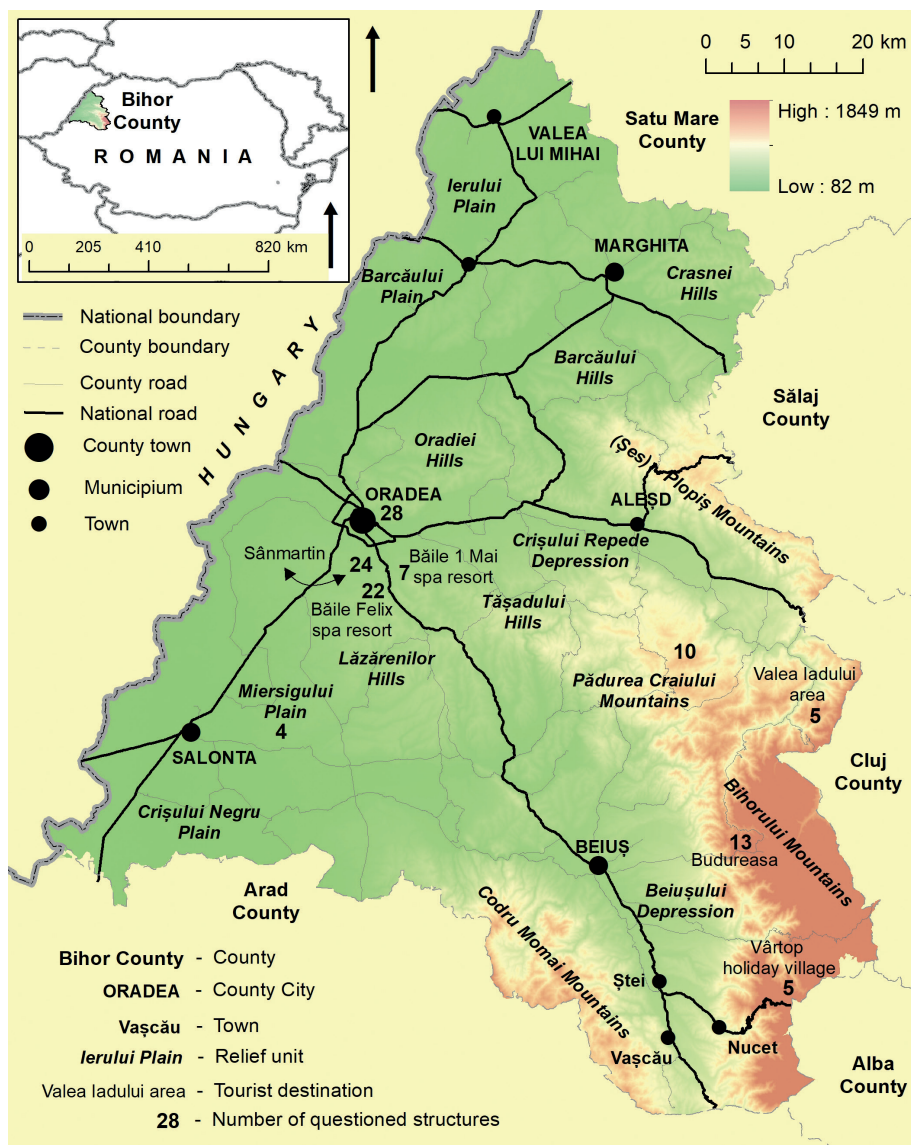 Bihor
County
ROMANIA
0 205 410 820 km
0 5 10 20 km
High : 1849 m
Low : 82 m
Satu Mare
County
VALEA
LUI MIHAI
Ierului
Plain
MARGHITA
Crasnei
Hills
Barcăului
Plain
National boundary
County boundary
County road
National road
County town
Municipium
Town
HUNGARY
Barcăului
Hills
Sălaj
County
Oradiei
Hills
(Șes) Plopiș Mountains
ORADEA
28
ALEȘD
Crișului Repede
Depression
Sânmartin
24
22
7
Băile 1 Mai
spa resort
Băile Felix
spa resort
Tășadului
Hills
Lăzărenilor
Hills
10
Pădurea Craiului
Mountains
Valea Iadului
area
5
Miersigului
Plain
4
SALONTA
Cluj
County
Crișului Negru
Plain
Bihorului Mountains
13
Budureasa
BEIUȘ
Beiușului
Depression
Arad
County
Codru Momai Mountains
Vârtop
holiday village
5
Ștei
Nucet
Vașcău
Alba
County
Bihor County - County
ORADEA - County City
Vașcău - Town
Ierului Plain - Relief unit
Valea Iadului area - Tourist destination
28 - Number of questioned structures